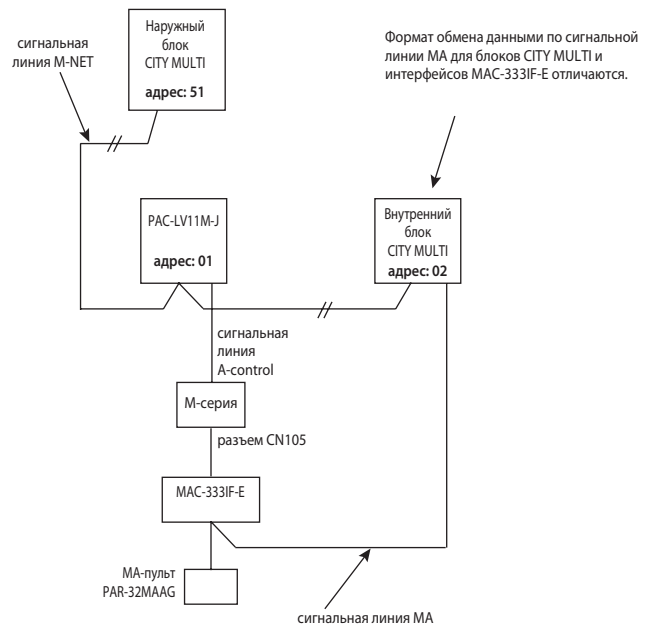 Наружный
блок
CITY MULTI
адрес: 51
сигнальная
линия M-NET
Формат обмена данными по сигнальной
линии MA для блоков CITY MULTI и
интерфейсов MAC-333IF-E отличаются.
PAC-LV11M-J
адрес: 01
Внутренний
блок
CITY MULTI
адрес: 02
сигнальная
линия
A-control
М-серия
разъем CN105
MAC-333IF-E
MA-пульт
PAR-32MAAG
сигнальная линия MA